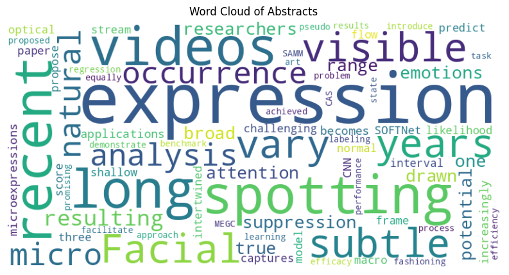 Word Cloud of Abstracts
optical
stream
researchers
pseudo
results
introduce
predict
proposed
paper
propose
videos
visible
flow
SAMM
art
task
regression
equally
occurrence
range
emotions
problem
achieved
CAS
state
expression
recent
natural
applications
broad
challenging
becomes
SOFTNet
likelihood
demonstrate
benchmark
normal
labeling
analysis
vary
years
microexpressions
score
promising
shallow
attention
CNN
interval
drawn
one
performance
long
spotting
potential
increasingly
efficiency
resulting
intertwined
MEGC
suppression
frame
process
three
facilitate
approach
learning
model
subtle
micro
Facial
true
captures
efficacy
macro
fashioning